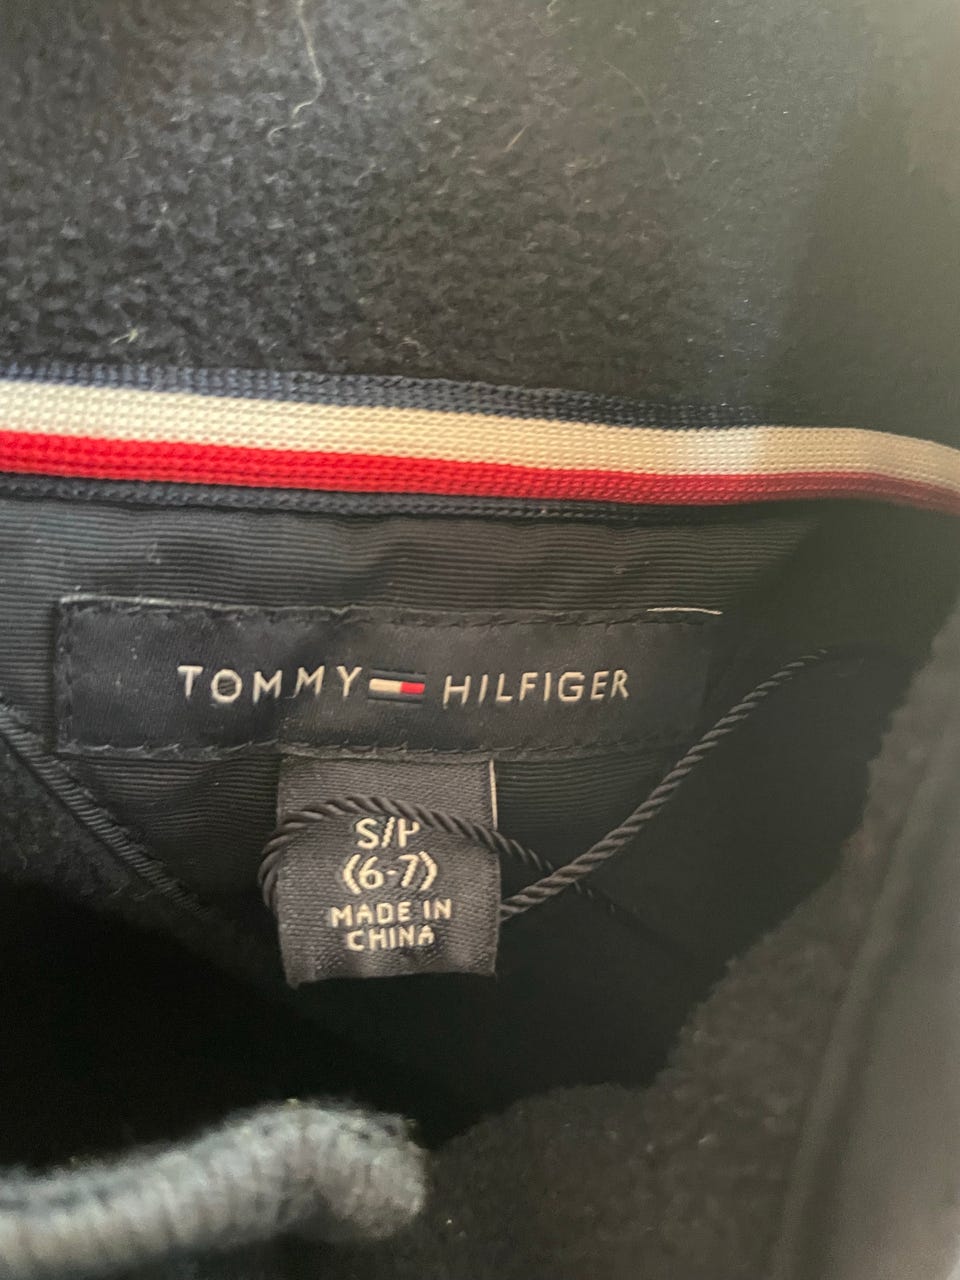 TOMMY HILFIGER
S/P
(6-7)
MADE IN
CHINA